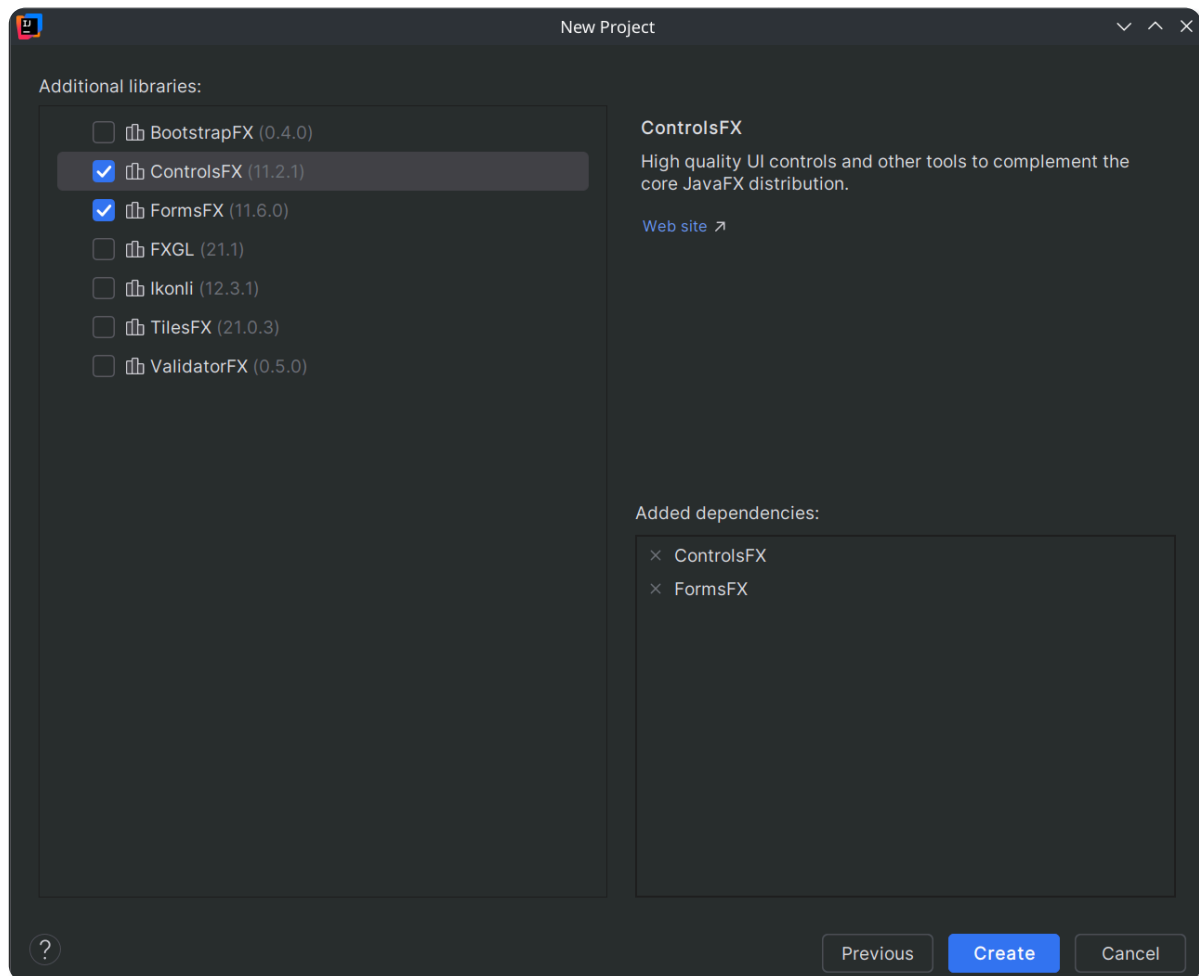 New Project
Additional libraries:
BootstrapFX (0.4.0)
ControlsFX (11.2.1)
FormsFX (11.6.0)
FXGL (21.1)
Ikonli (12.3.1)
TilesFX (21.0.3)
ValidatorFX (0.5.0)
ControlsFX
High quality UI controls and other tools to complement the
core JavaFX distribution.
Web site ↗
Added dependencies:
ControlsFX
FormsFX
?
Previous
Create
Cancel